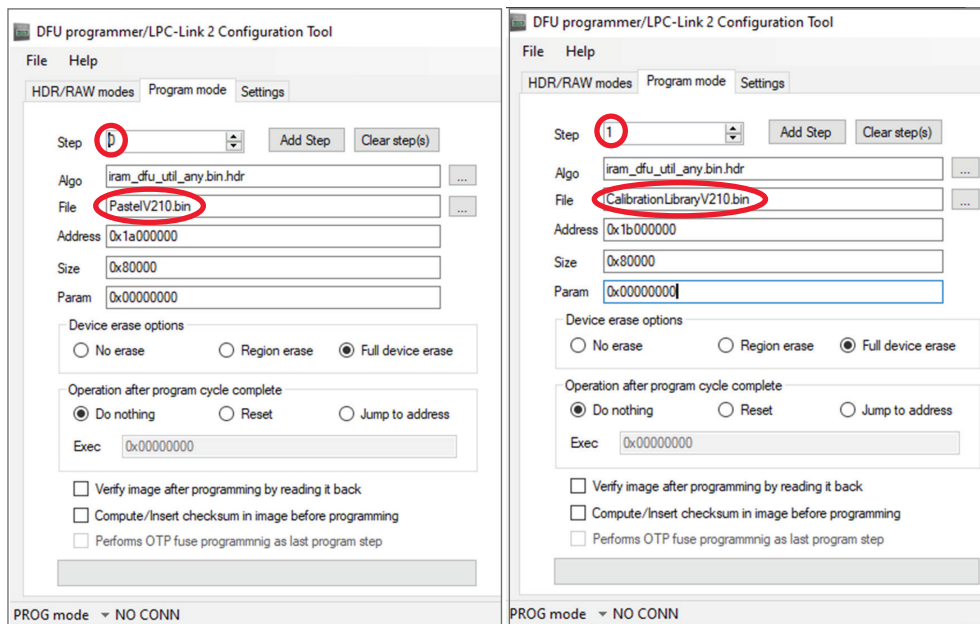 DFU programmer/LPC-Link 2 Configuration Tool
File Help
HDR/RAW modes Program mode Settings
Step 0 Add Step Clear step(s)
Algo iram_dfu_util_any.bin.hdr ...
File PastelV210.bin ...
Address 0x1a000000
Size 0x80000
Param 0x00000000
Device erase options
No erase Region erase Full device erase
Operation after program cycle complete
Do nothing Reset Jump to address
Exec 0x00000000
Verify image after programming by reading it back
Compute/Insert checksum in image before programming
Performs OTP fuse programmnig as last program step
PROG mode NO CONN
DFU programmer/LPC-Link 2 Configuration Tool
File Help
HDR/RAW modes Program mode Settings
Step 1 Add Step Clear step(s)
Algo iram_dfu_util_any.bin.hdr ...
File CalibrationLibraryV210.bin ...
Address 0x1b000000
Size 0x80000
Param 0x00000000
Device erase options
No erase Region erase Full device erase
Operation after program cycle complete
Do nothing Reset Jump to address
Exec 0x00000000
Verify image after programming by reading it back
Compute/Insert checksum in image before programming
Performs OTP fuse programmnig as last program step
PROG mode NO CONN